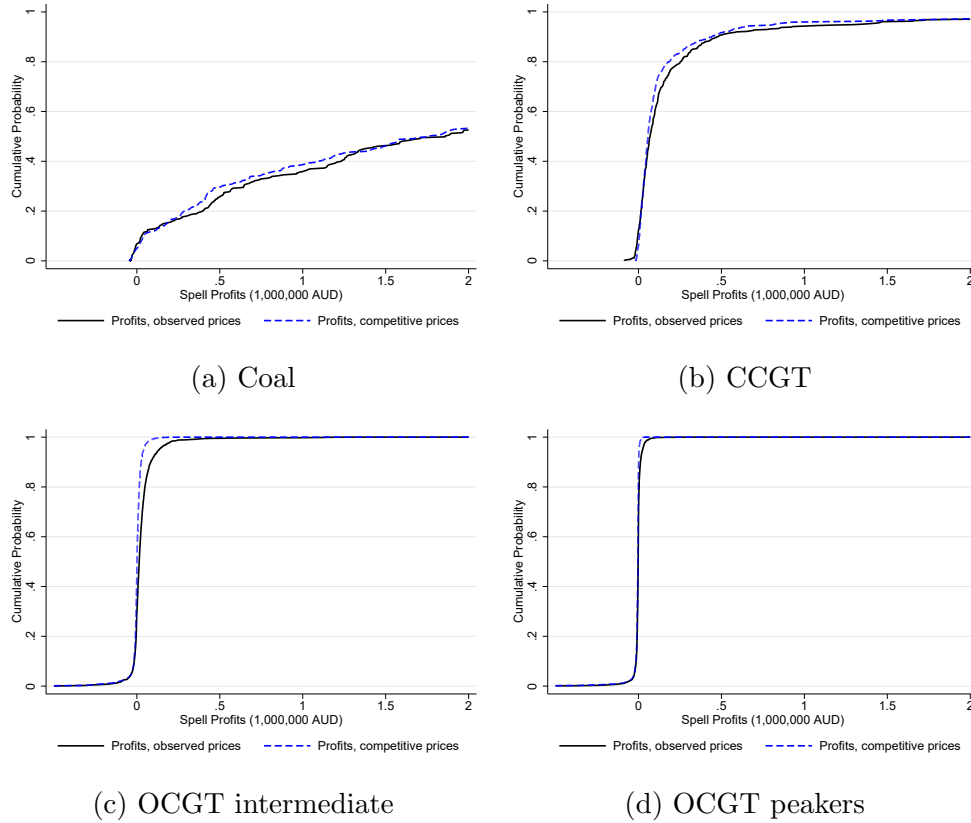 Cumulative Probability
0 .2 .4 .6 .8 1
0 .5 1 1.5 2
Spell Profits (1,000,000 AUD)
Profits, observed prices Profits, competitive prices
(a) Coal
Cumulative Probability
0 .2 .4 .6 .8 1
0 .5 1 1.5 2
Spell Profits (1,000,000 AUD)
Profits, observed prices Profits, competitive prices
(b) CCGT
Cumulative Probability
0 .2 .4 .6 .8 1
0 .5 1 1.5 2
Spell Profits (1,000,000 AUD)
Profits, observed prices Profits, competitive prices
(c) OCGT intermediate
Cumulative Probability
0 .2 .4 .6 .8 1
0 .5 1 1.5 2
Spell Profits (1,000,000 AUD)
Profits, observed prices Profits, competitive prices
(d) OCGT peakers